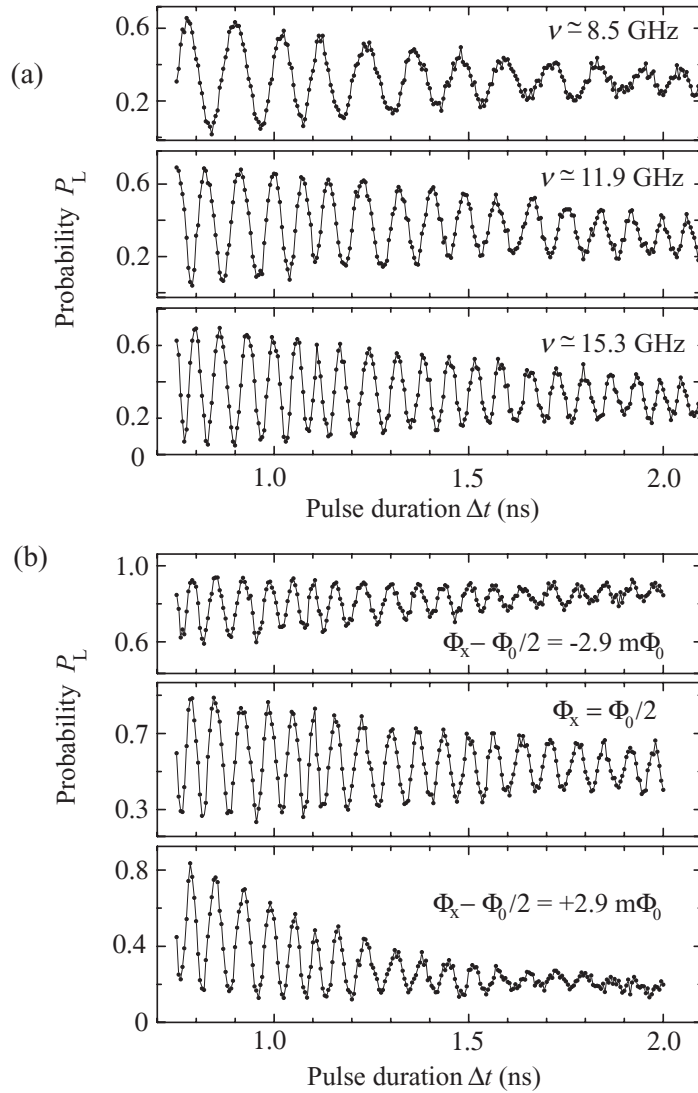 (a)
Probability P_L
0.6
0.2
ν ≃ 8.5 GHz
0.6
0.2
ν ≃ 11.9 GHz
0.6
0.3
0
ν ≃ 15.3 GHz
1.0 1.5 2.0
Pulse duration Δt (ns)
(b)
Probability P_L
1.0
0.6
Φ_x − Φ_0/2 = -2.9 mΦ_0
0.7
0.3
Φ_x = Φ_0/2
0.8
0.4
0
Φ_x − Φ_0/2 = +2.9 mΦ_0
1.0 1.5 2.0
Pulse duration Δt (ns)